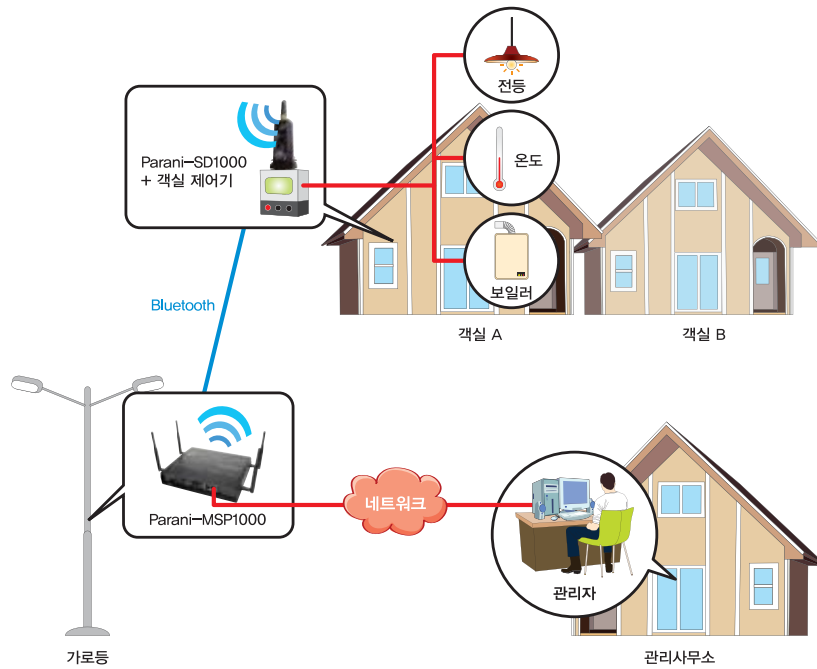 전등
Parani-SD1000
+ 객실 제어기
온도
보일러
Bluetooth
객실 A
객실 B
Parani-MSP1000
네트워크
관리자
가로등
관리사무소